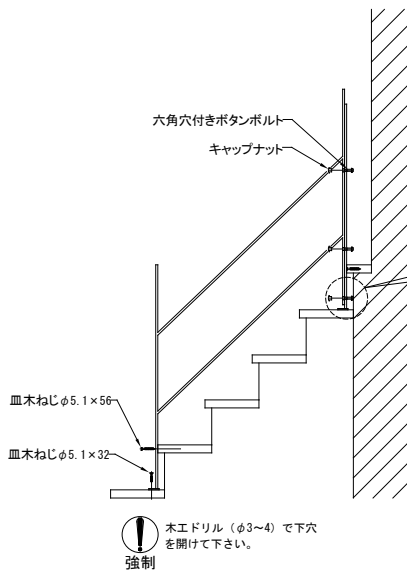 六角穴付きボタンボルト
キャップナット
皿木ねじφ5.1×56
皿木ねじφ5.1×32
木工ドリル（φ3~4）で下穴
を開けて下さい。
強制